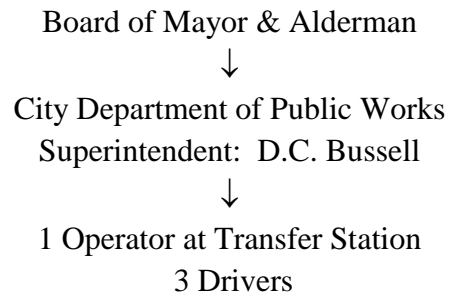 Board of Mayor & Alderman
↓
City Department of Public Works
Superintendent: D.C. Bussell
↓
1 Operator at Transfer Station
3 Drivers